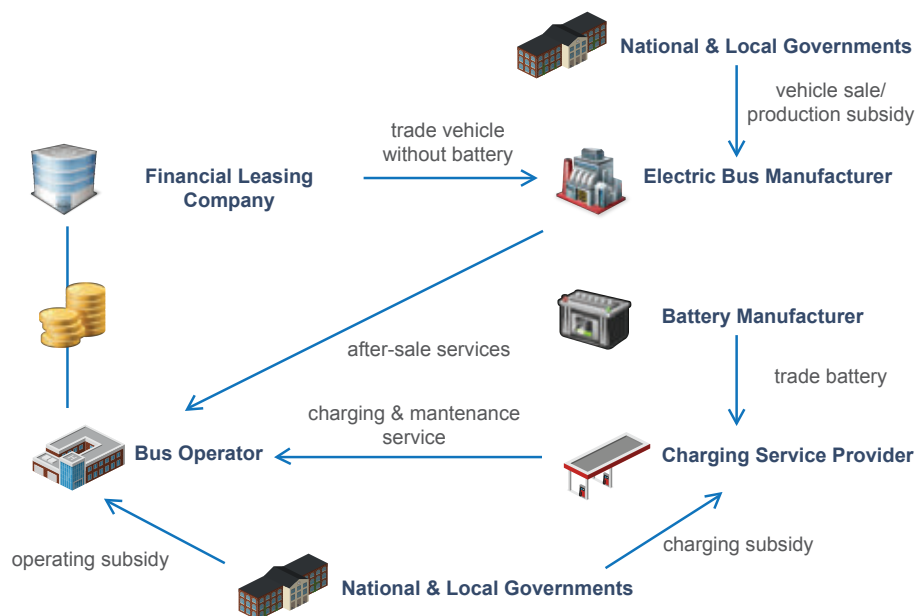 National & Local Governments
vehicle sale/
production subsidy
trade vehicle
without battery
Financial Leasing
Company
Electric Bus Manufacturer
Battery Manufacturer
after-sale services
trade battery
charging & mantenance
service
Bus Operator
Charging Service Provider
operating subsidy
charging subsidy
National & Local Governments